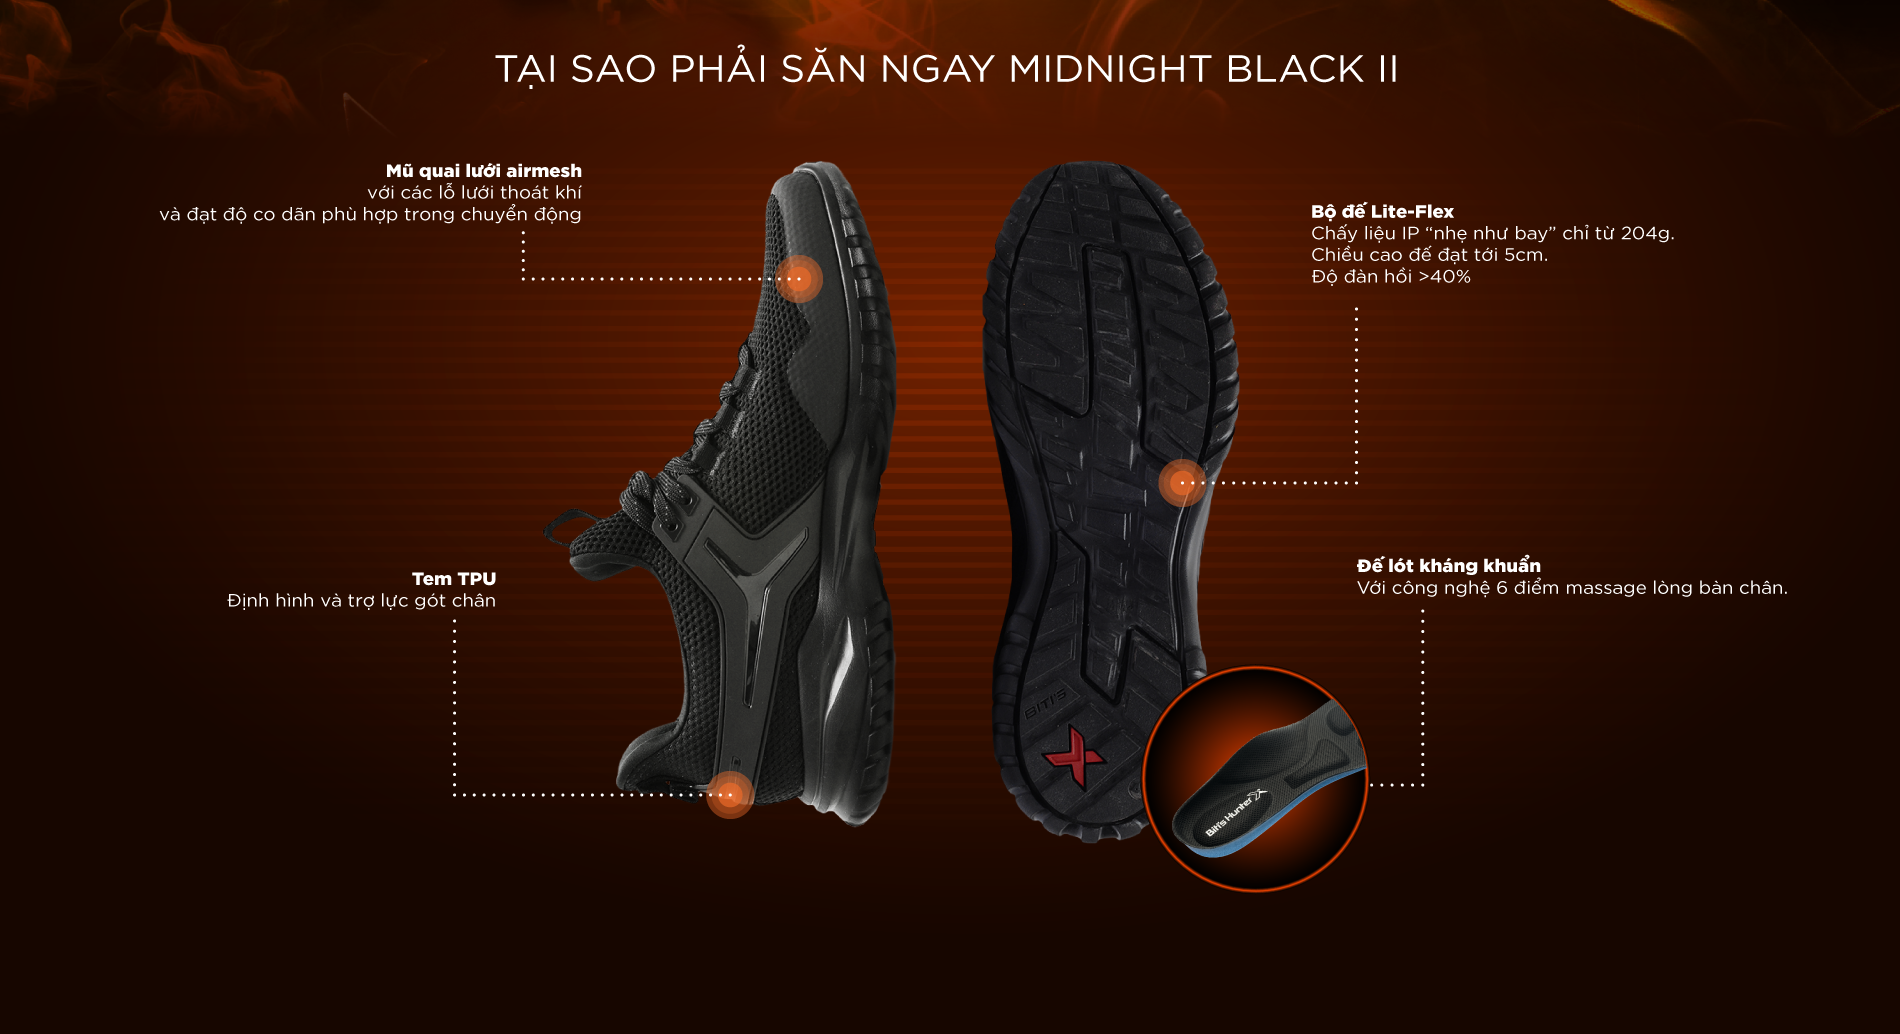 TẠI SAO PHẢI SĂN NGAY MIDNIGHT BLACK II
Mũ quai lưới airmesh
với các lỗ lưới thoát khí
và đạt độ co dãn phù hợp trong chuyển động
Bộ đế Lite-Flex
Chấy liệu IP “nhẹ như bay” chỉ từ 204g.
Chiều cao đế đạt tới 5cm.
Độ đàn hồi >40%
Tem TPU
Định hình và trợ lực gót chân
Đế lót kháng khuẩn
Với công nghệ 6 điểm massage lòng bàn chân.
BITI'S
Biti's Hunter X